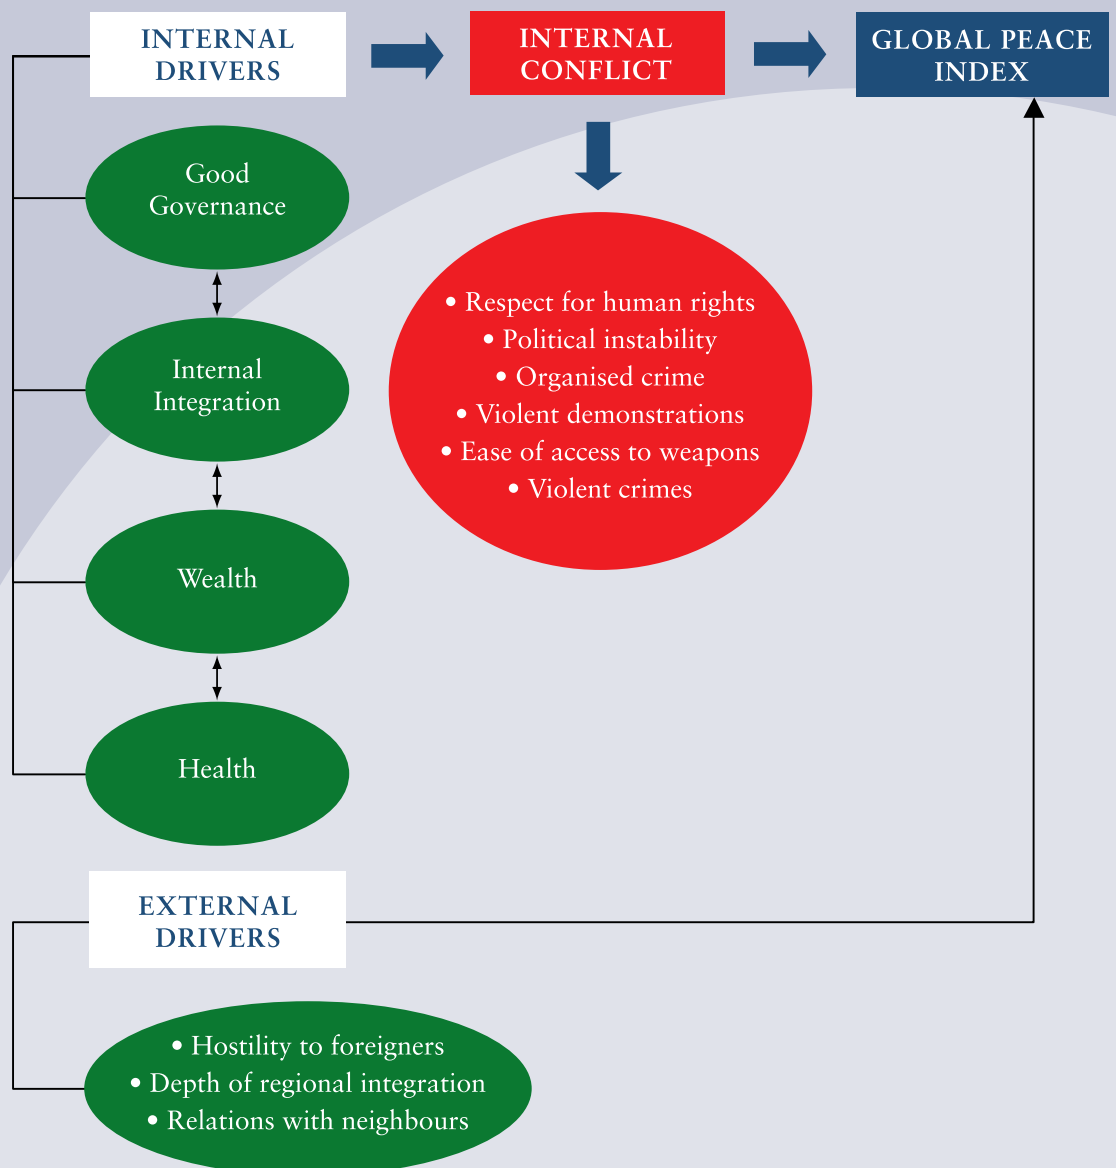 INTERNAL
DRIVERS
INTERNAL
CONFLICT
GLOBAL PEACE
INDEX
Good
Governance
Internal
Integration
Wealth
Health
• Respect for human rights
• Political instability
• Organised crime
• Violent demonstrations
• Ease of access to weapons
• Violent crimes
EXTERNAL
DRIVERS
• Hostility to foreigners
• Depth of regional integration
• Relations with neighbours